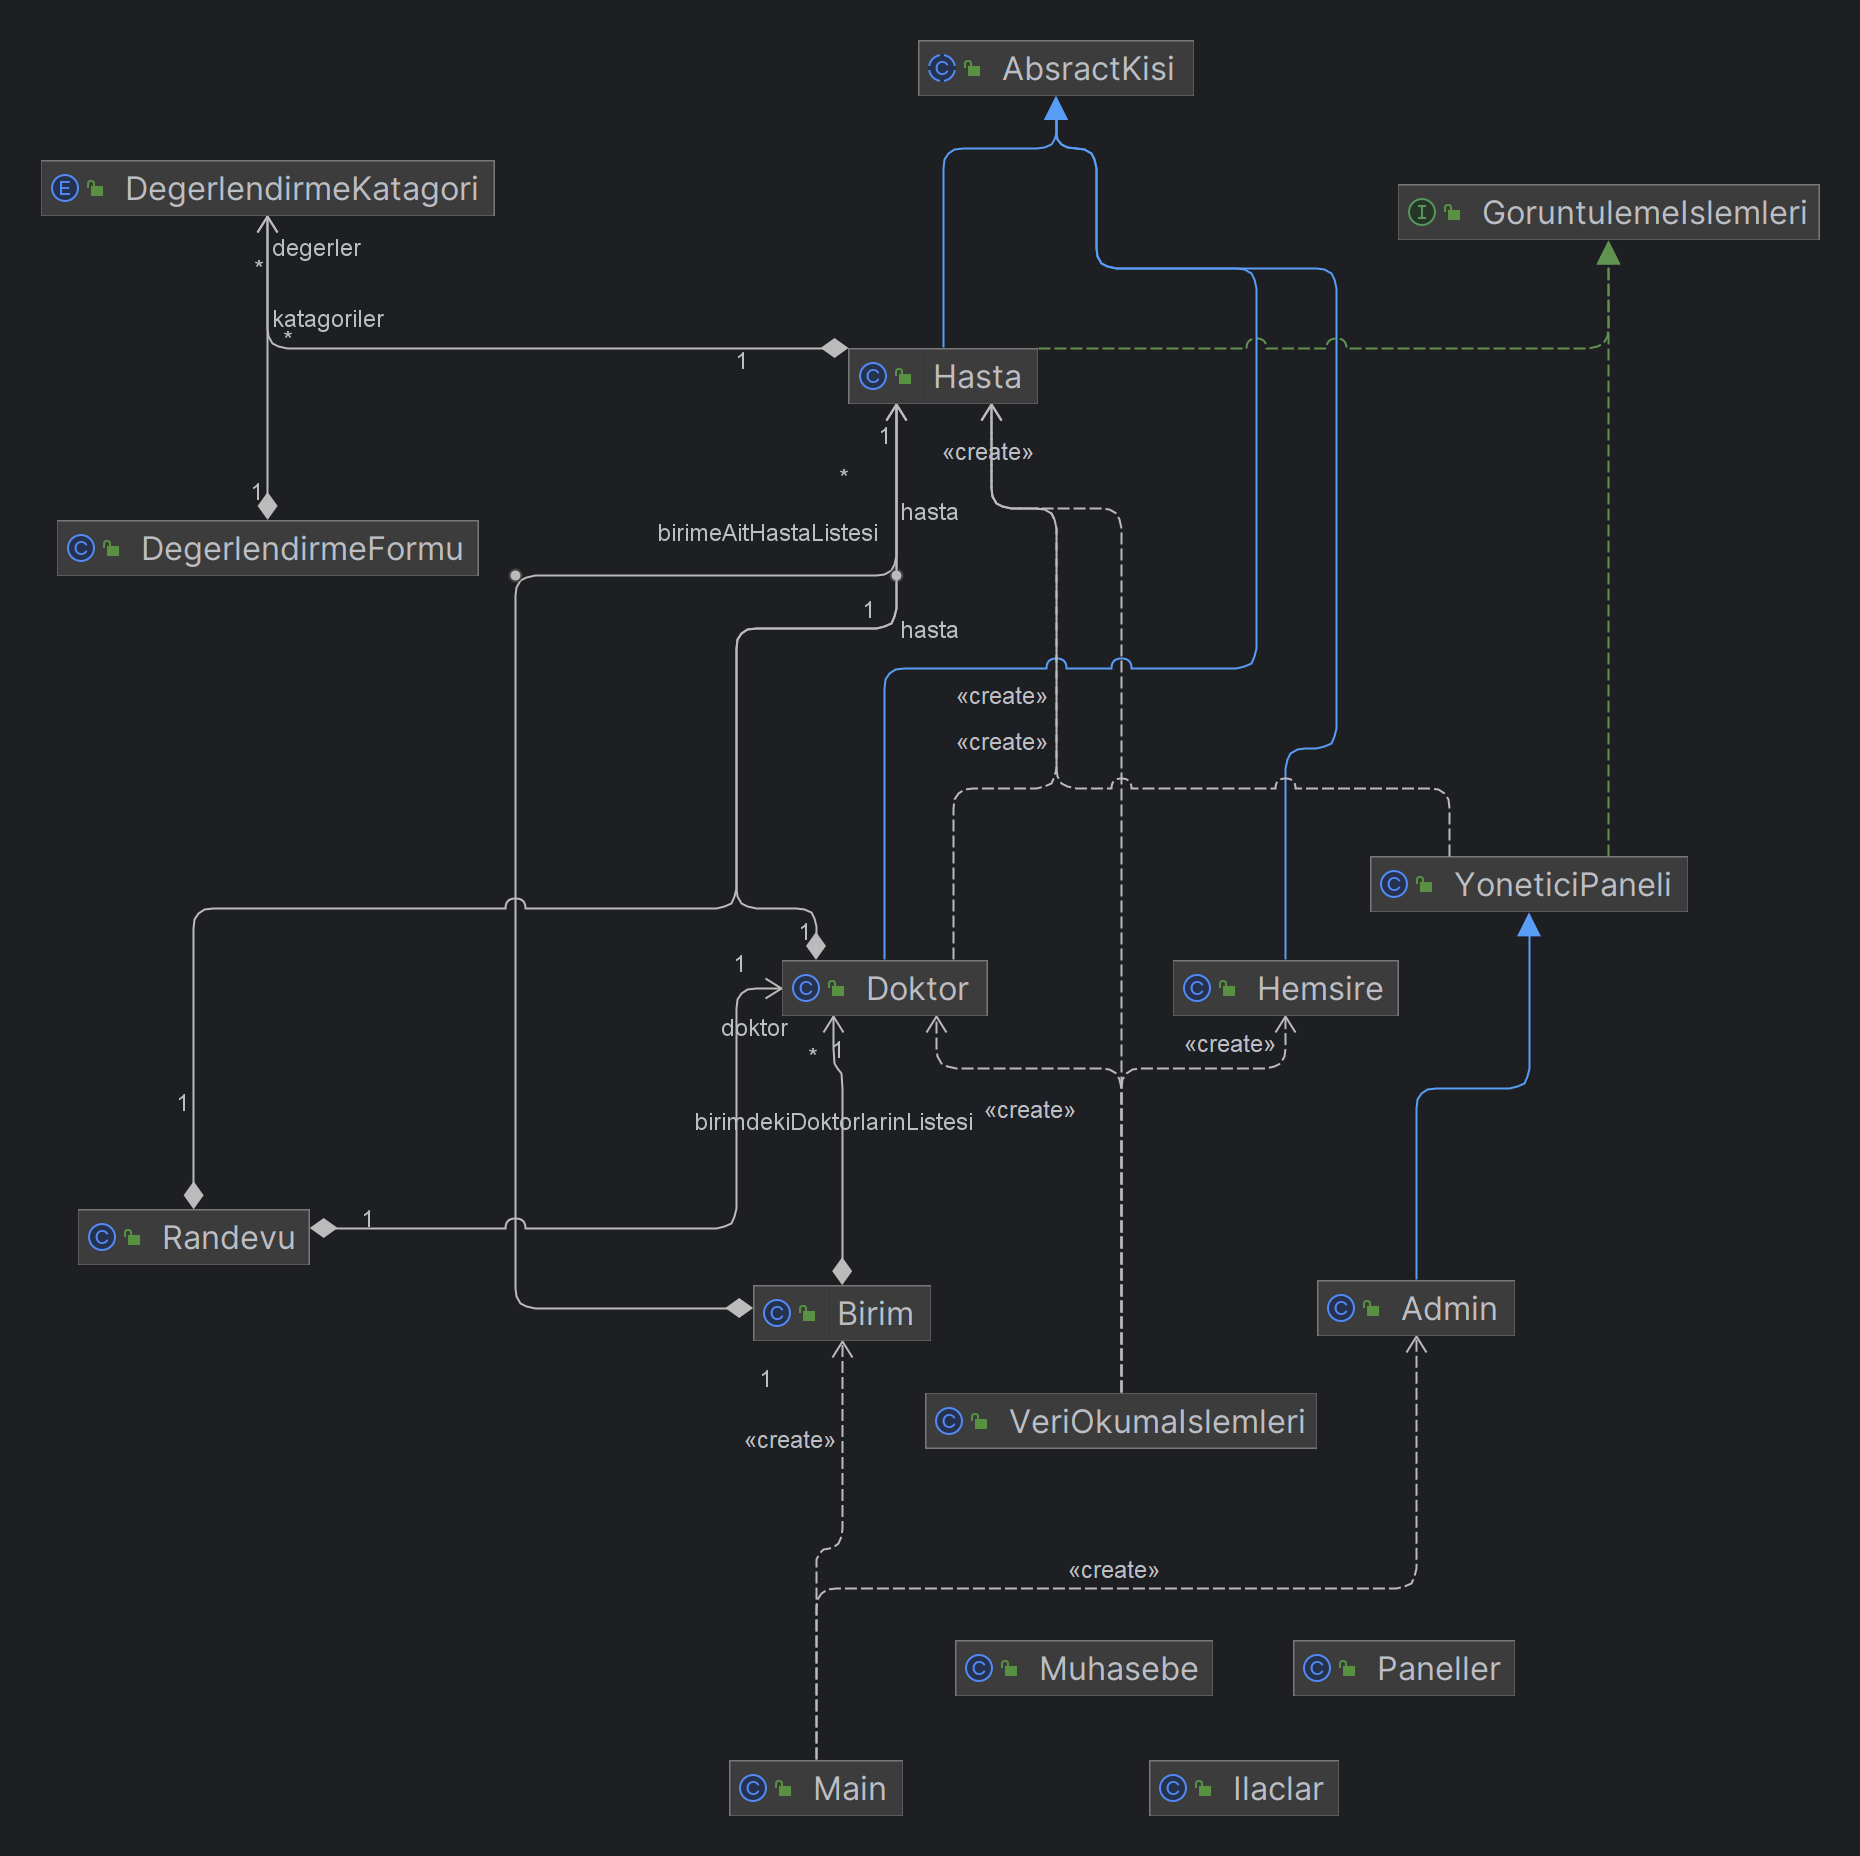 AbsractKisi
DegerlendirmeKatagori
GoruntulemeIslemleri
degerler
*
katagoriler
*
1
Hasta
1
«create»
*
1
hasta
birimeAitHastaListesi
DegerlendirmeFormu
1
hasta
«create»
«create»
YoneticiPaneli
1
1
Doktor
Hemsire
doktor
*
1
«create»
1
«create»
birimdekiDoktorlarinListesi
1
Randevu
Birim
Admin
1
VeriOkumaIslemleri
«create»
«create»
Muhasebe
Paneller
Main
Ilaclar